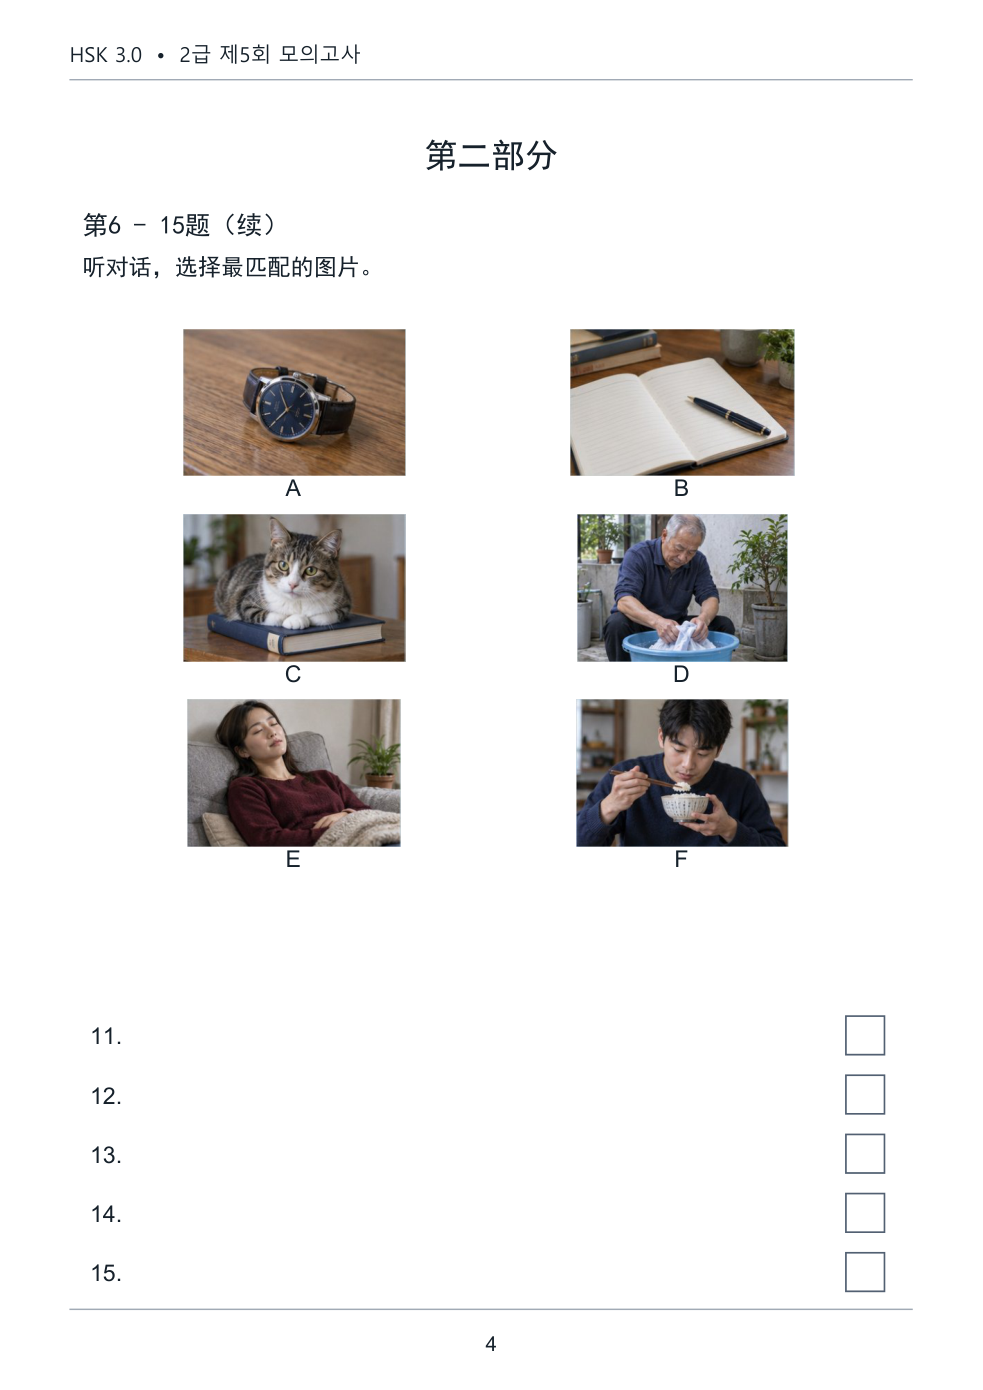 HSK 3.0 • 2급 제5회 모의고사
第二部分
第6 － 15题（续）
听对话，选择最匹配的图片。
A
B
C
D
E
F
11.
12.
13.
14.
15.
4